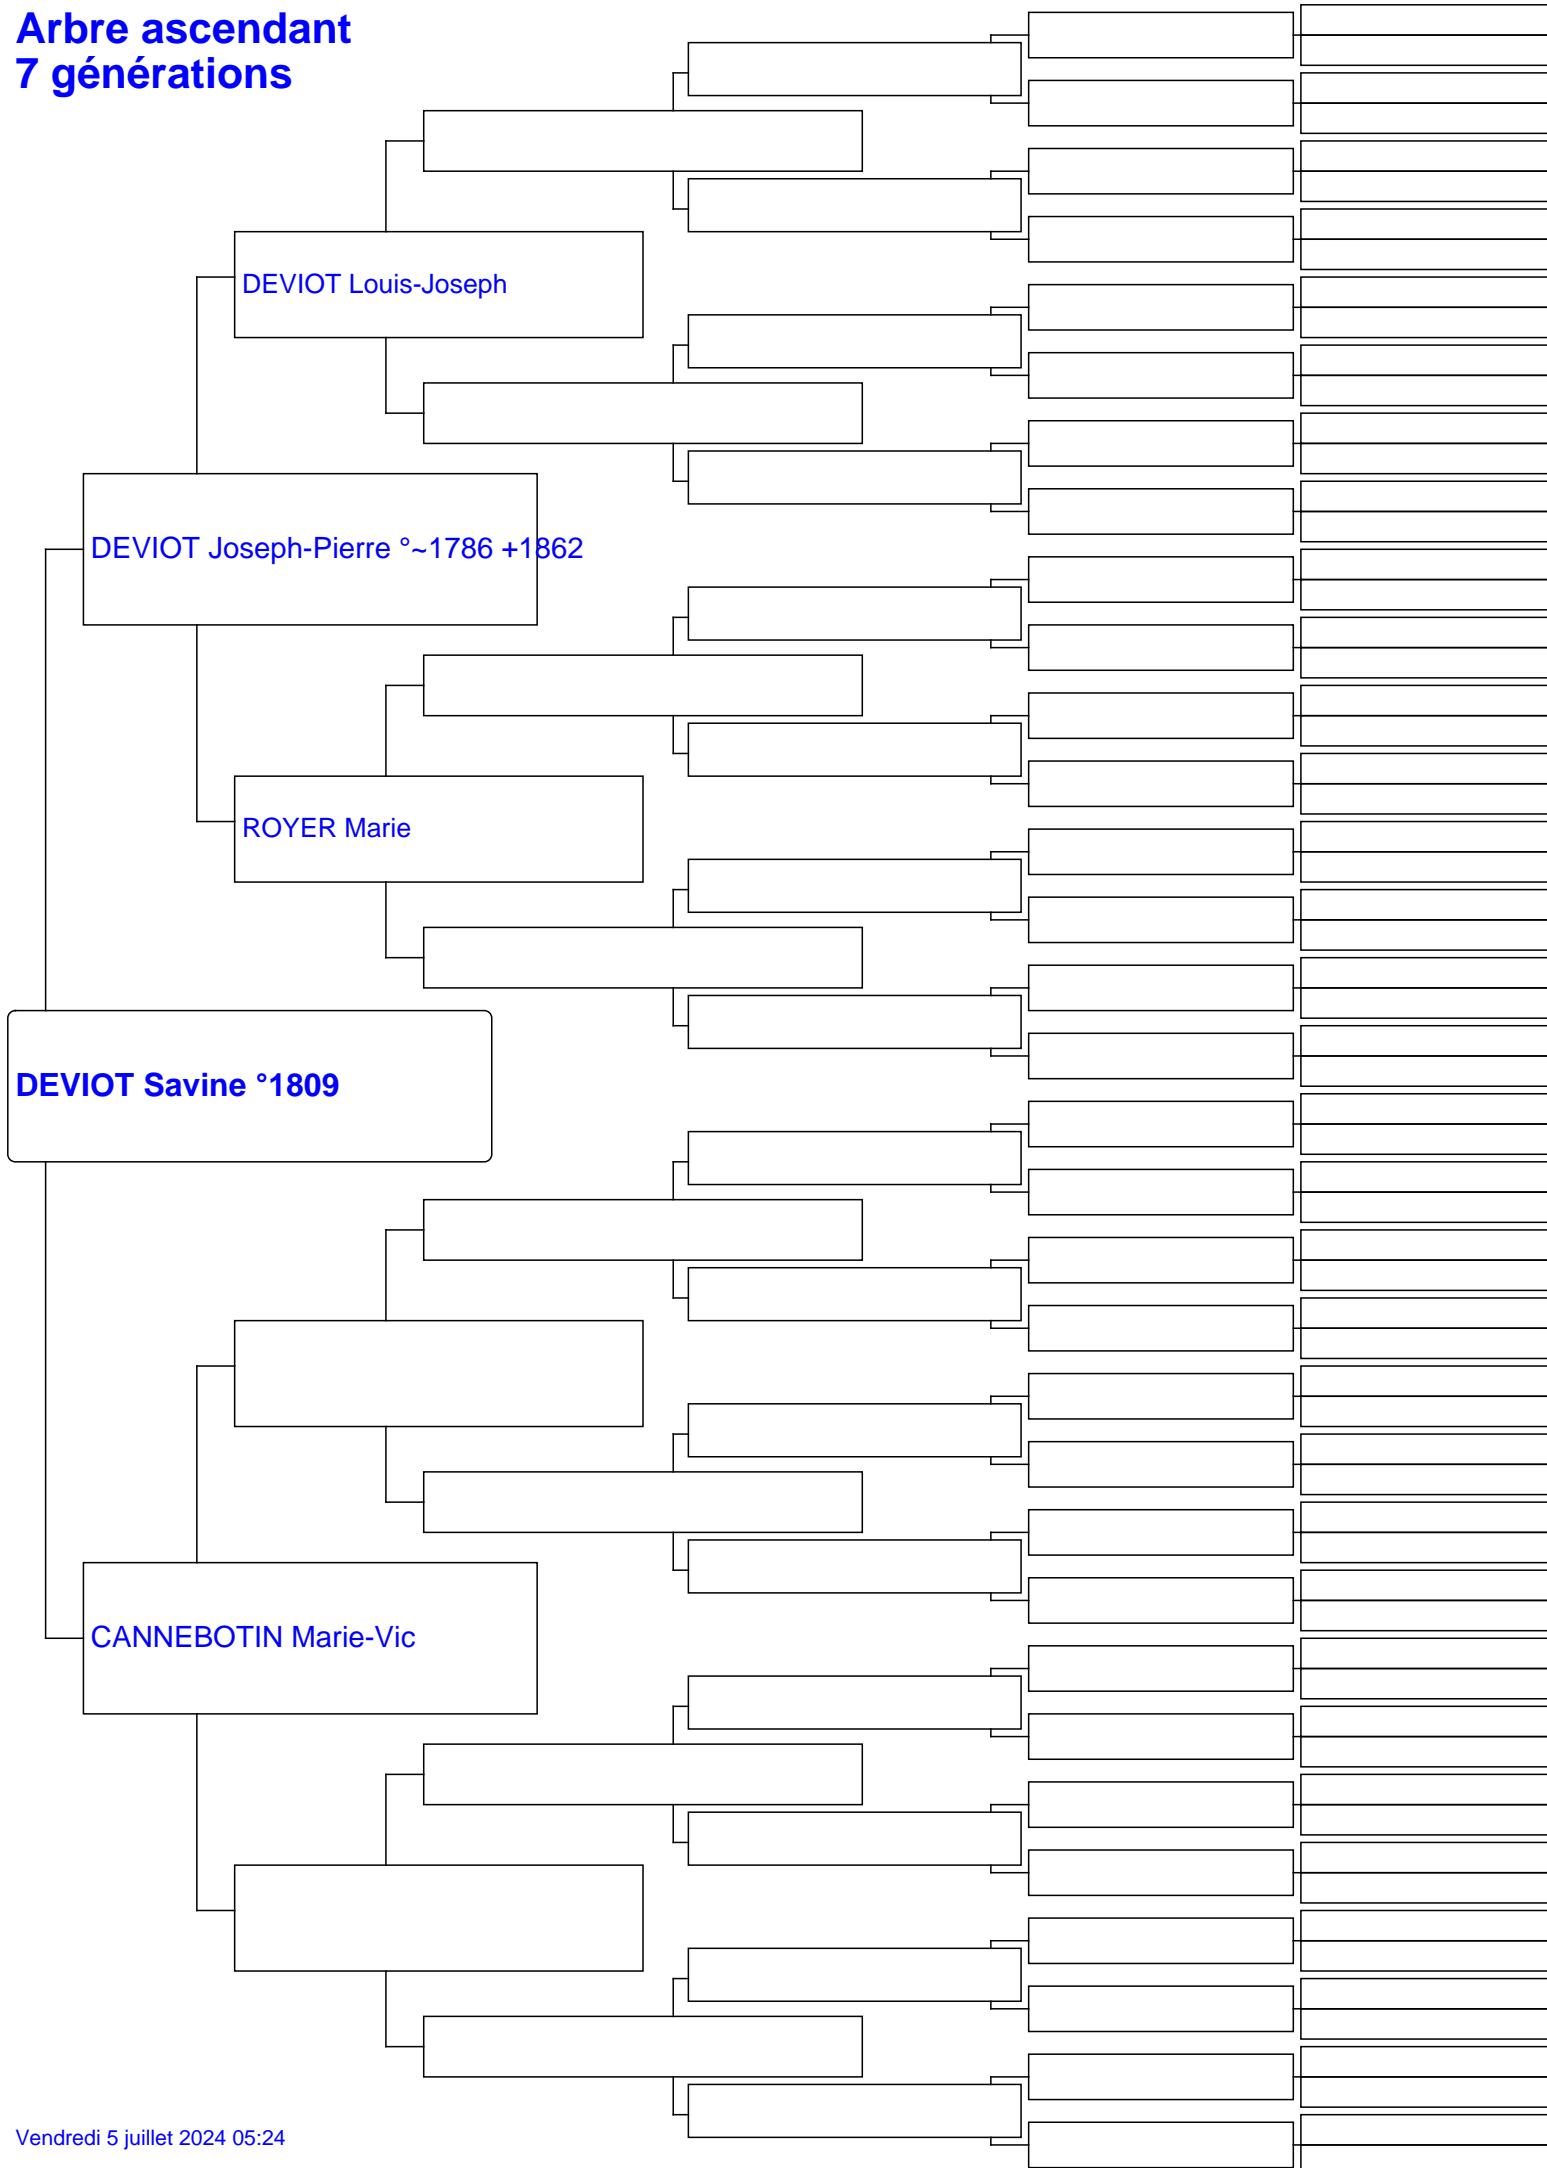 Arbre ascendant
7 générations
DEVIOT Louis-Joseph
DEVIOT Joseph-Pierre °~1786 +1862
ROYER Marie
DEVIOT Savine °1809
CANNEBOTIN Marie-Vic
Vendredi 5 juillet 2024 05:24